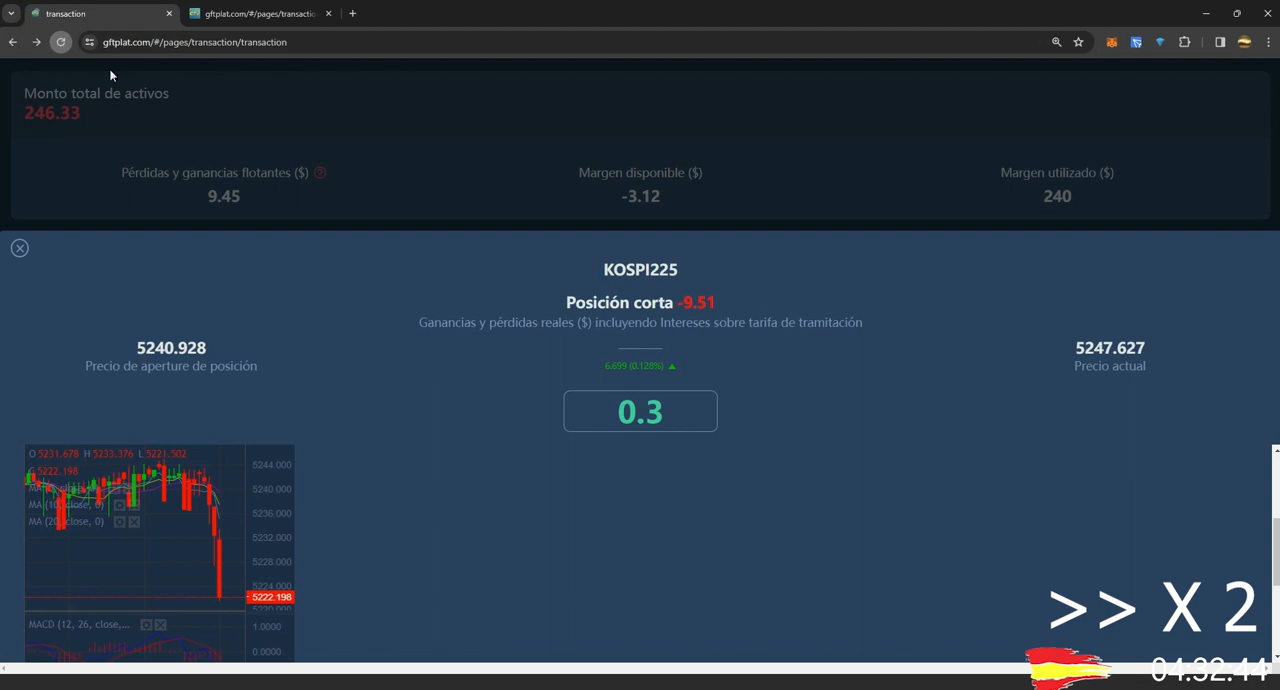 transaction
gftplat.com/#/pages/transactio
gftplat.com/#/pages/transaction/transaction
Monto total de activos
246.33
Pérdidas y ganancias flotantes ($)
9.45
Margen disponible ($)
-3.12
Margen utilizado ($)
240
KOSPI225
Posición corta -9.51
Ganancias y pérdidas reales ($) incluyendo Intereses sobre tarifa de tramitación
5240.928
Precio de aperture de posición
6.699 (0.128%) ▲
5247.627
Precio actual
0.3
O 5231.678 H 5233.376 L 5221.502
C 5222.198
MA (10, close, 0)
MA (20, close, 0)
5244.000
5240.000
5236.000
5232.000
5228.000
5224.000
5222.198
5220.000
MACD (12, 26, close,...
1.0000
0.0000
>> X 2
04:32:44